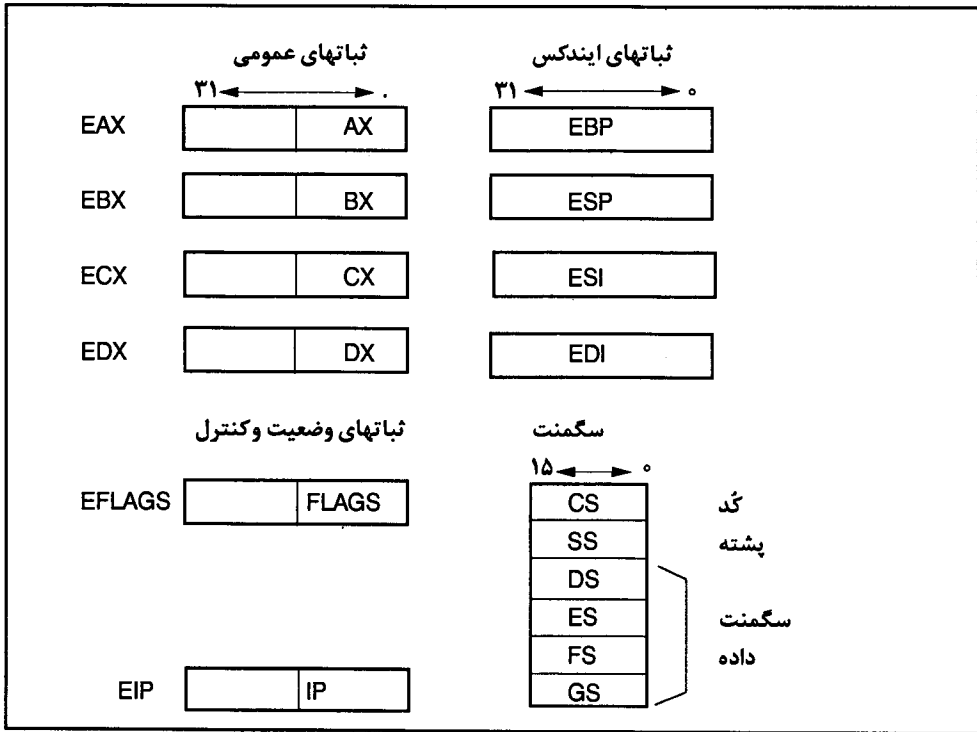 ثباتهای عمومی
۳۱ .
EAX AX
EBX BX
ECX CX
EDX DX
ثباتهای ایندکس
۳۱ ۰
EBP
ESP
ESI
EDI
ثباتهای وضعیت وکنترل
EFLAGS FLAGS
EIP IP
سگمنت
۱۵ ۰
CS کُد
SS پشته
DS
ES سگمنت
FS داده
GS